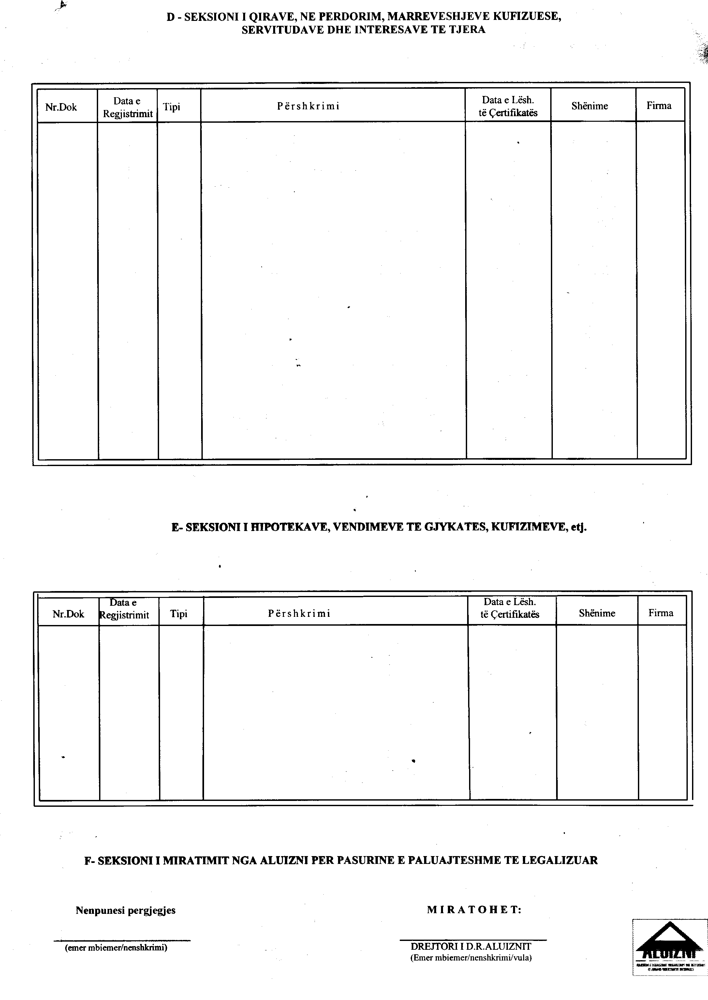 D - SEKSIONI I QIRAVE, NE PERDORIM, MARREVESHJEVE KUFIZUESE,
SERVITUDAVE DHE INTERESAVE TE TJERA
Nr.Dok Data e Regjistrimit Tipi Përshkrimi Data e Lësh. të Çertifikatës Shënime Firma
E- SEKSIONI I HIPOTEKAVE, VENDIMEVE TE GJYKATES, KUFIZIMEVE, etj.
Nr.Dok Data e Regjistrimit Tipi Përshkrimi Data e Lësh. të Çertifikatës Shënime Firma
F- SEKSIONI I MIRATIMIT NGA ALUIZNI PER PASURINE E PALUAJTESHME TE LEGALIZUAR
Nenpunesi pergjegjes
(emer mbiemer/nenshkrimi)
MIRATOHET:
DREJTORI I D.R.ALUIZNIT
(Emer mbiemer/nenshkrimi/vula)
ALUIZNI